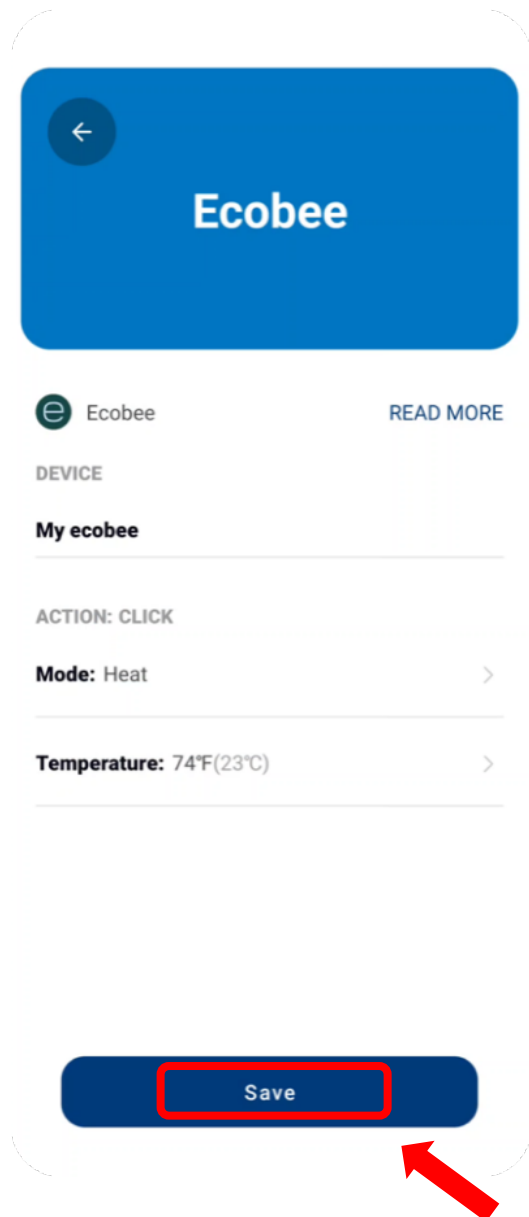 Ecobee
Ecobee READ MORE
DEVICE
My ecobee
ACTION: CLICK
Mode: Heat
Temperature: 74°F(23°C)
Save